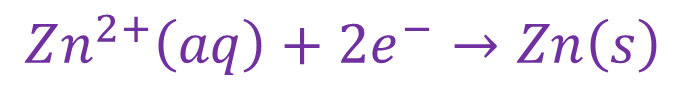 Zn²⁺(aq) + 2e⁻ → Zn(s)